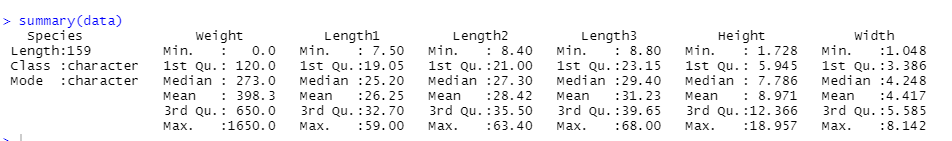 > summary(data)
   Species              Weight          Length1         Length2         Length3          Height           Width      
 Length:159         Min.   :   0.0   Min.   : 7.50   Min.   : 8.40   Min.   : 8.80   Min.   : 1.728   Min.   :1.048  
 Class :character   1st Qu.: 120.0   1st Qu.:19.05   1st Qu.:21.00   1st Qu.:23.15   1st Qu.: 5.945   1st Qu.:3.386  
 Mode  :character   Median : 273.0   Median :25.20   Median :27.30   Median :29.40   Median : 7.786   Median :4.248  
                    Mean   : 398.3   Mean   :26.25   Mean   :28.42   Mean   :31.23   Mean   : 8.971   Mean   :4.417  
                    3rd Qu.: 650.0   3rd Qu.:32.70   3rd Qu.:35.50   3rd Qu.:39.65   3rd Qu.:12.366   3rd Qu.:5.585  
                    Max.   :1650.0   Max.   :59.00   Max.   :63.40   Max.   :68.00   Max.   :18.957   Max.   :8.142  
>